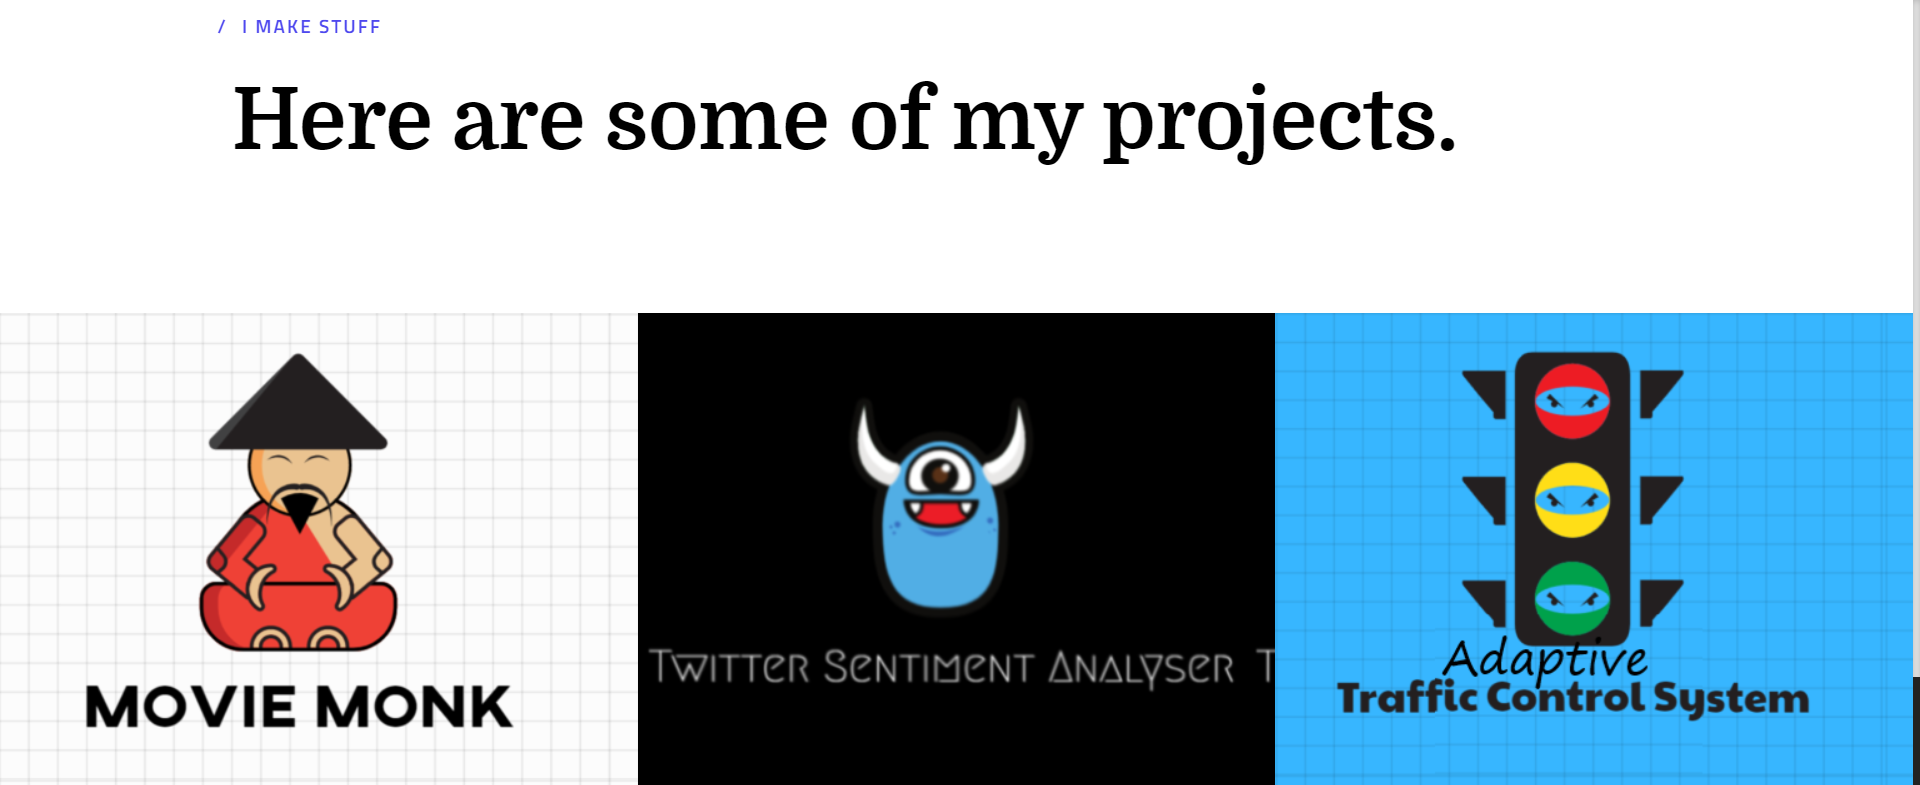 / I MAKE STUFF
Here are some of my projects.
MOVIE MONK
Twitter Sentiment Analyser T
Adaptive
Traffic Control System